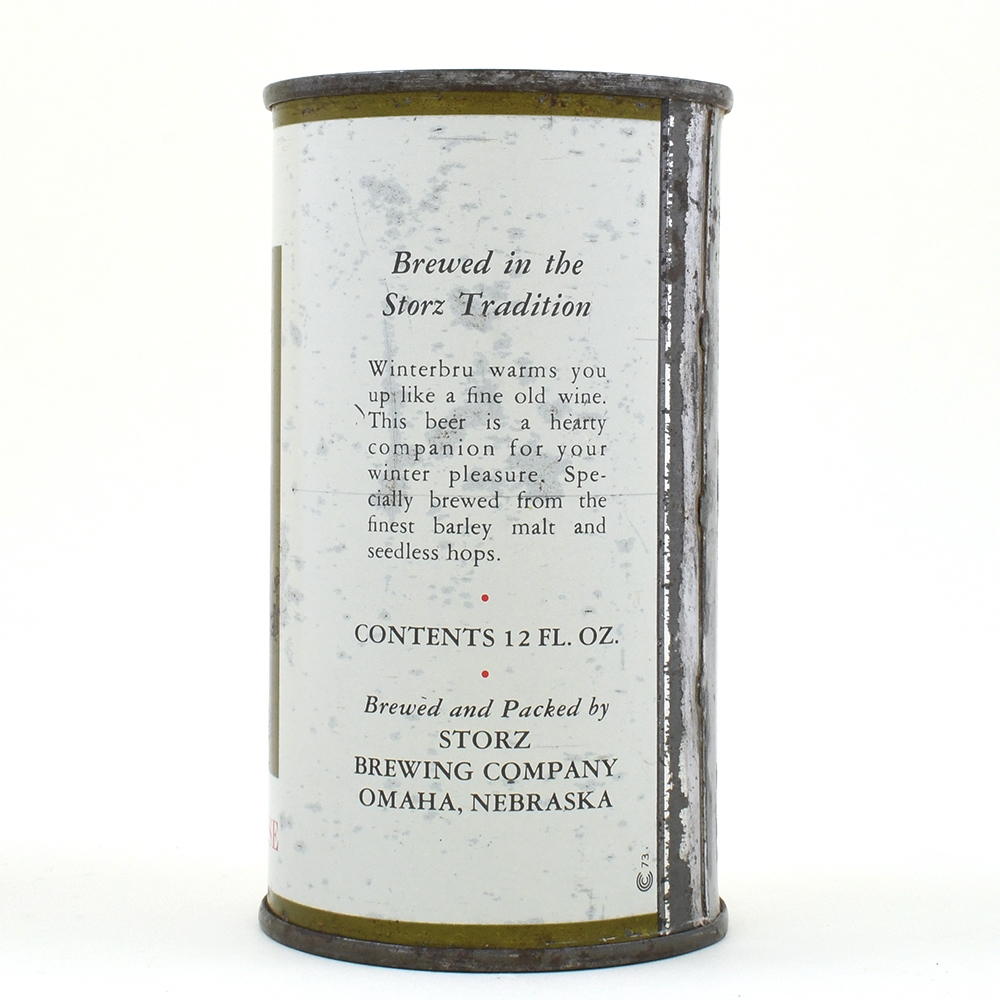 Brewed in the
Storz Tradition
Winterbru warms you
up like a fine old wine.
This beer is a hearty
companion for your
winter pleasure. Spe-
cially brewed from the
finest barley malt and
seedless hops.
CONTENTS 12 FL. OZ.
Brewed and Packed by
STORZ
BREWING COMPANY
OMAHA, NEBRASKA
SE
73.